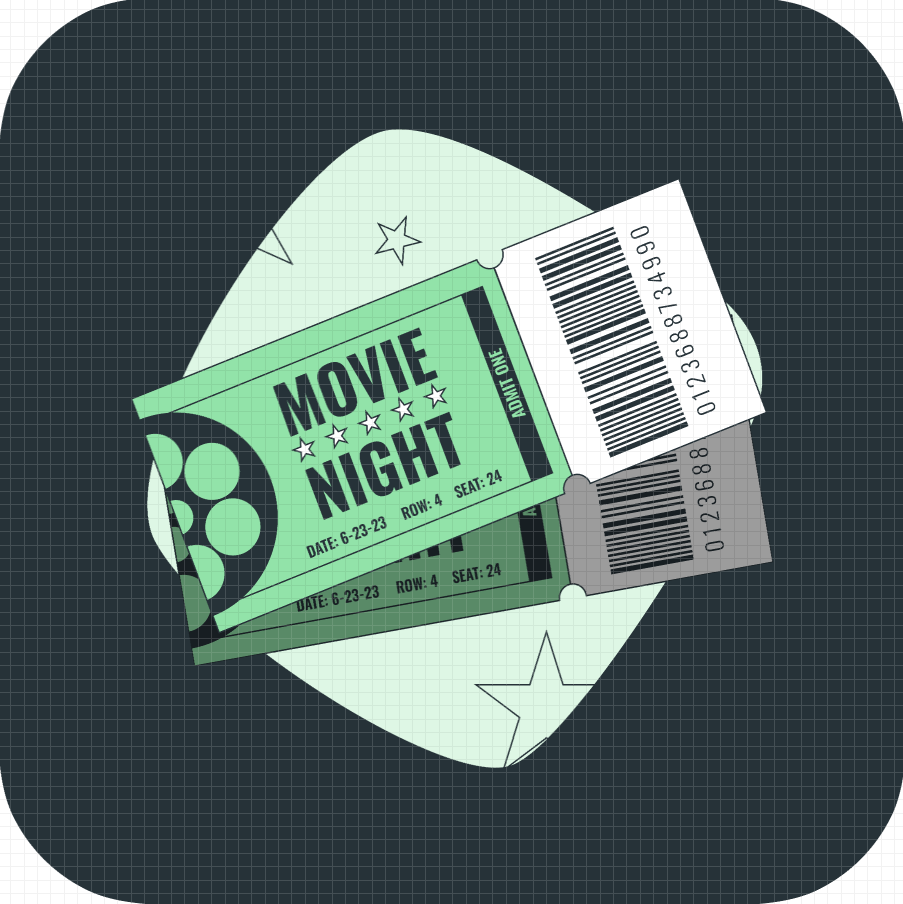 MOVIE
NIGHT
DATE: 6-23-23 ROW: 4 SEAT: 24
ADMIT ONE
0123688734990
DATE: 6-23-23 ROW: 4 SEAT: 24
0123688